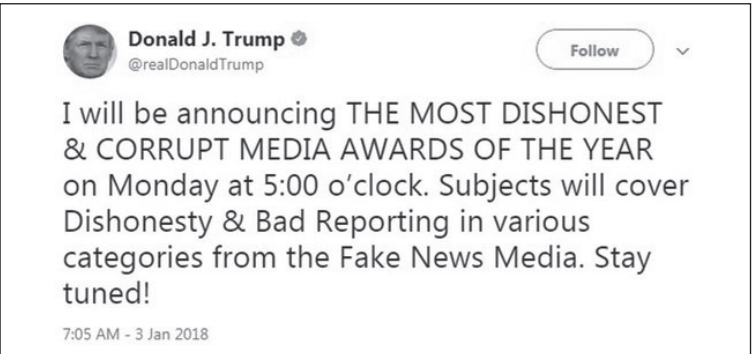 Donald J. Trump
@realDonaldTrump
Follow
I will be announcing THE MOST DISHONEST
& CORRUPT MEDIA AWARDS OF THE YEAR
on Monday at 5:00 o’clock. Subjects will cover
Dishonesty & Bad Reporting in various
categories from the Fake News Media. Stay
tuned!
7:05 AM - 3 Jan 2018